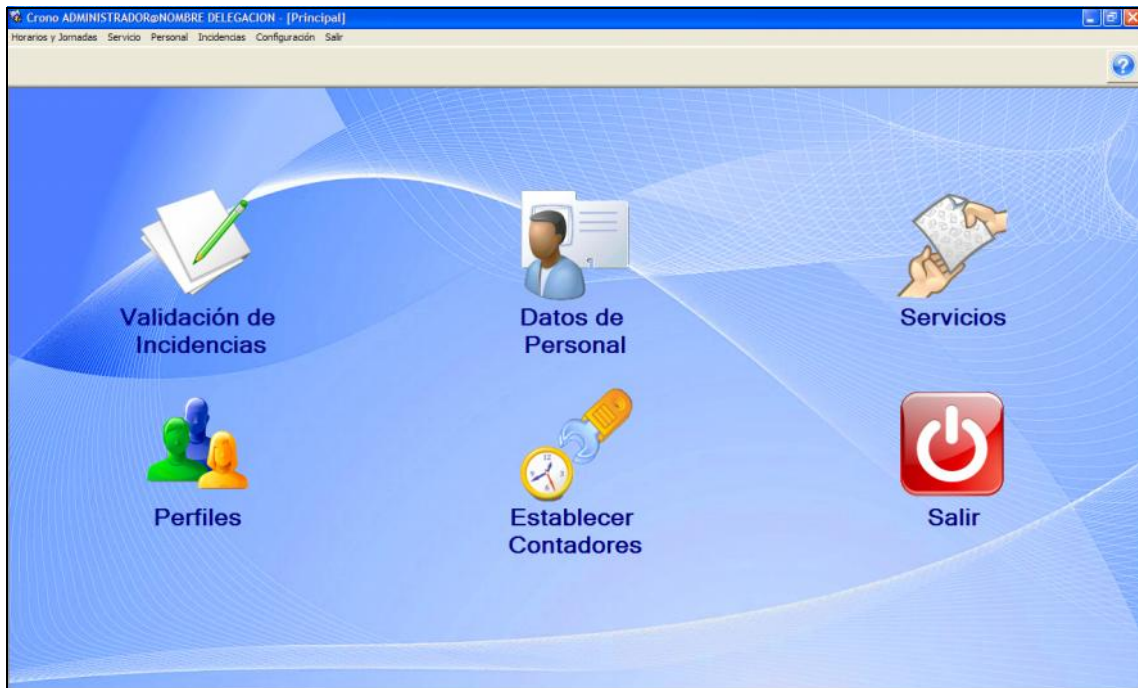 Crono ADMINISTRADOR@NOMBRE DELEGACION - [Principal]
Horarios y Jornadas Servicio Personal Incidencias Configuración Salir
Validación de
Incidencias
Datos de
Personal
Servicios
Perfiles
Establecer
Contadores
Salir